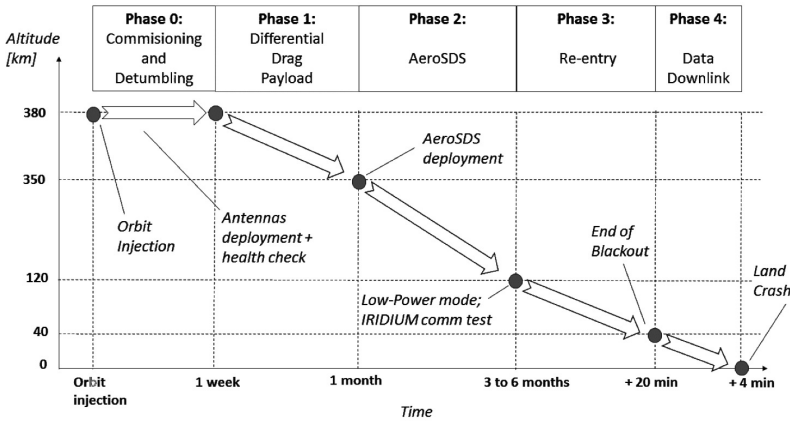 Altitude
[km]
Phase 0:
Commisioning
and
Detumbling
Phase 1:
Differential
Drag
Payload
Phase 2:
AeroSDS
Phase 3:
Re-entry
Phase 4:
Data
Downlink
380
350
120
40
0
Orbit
Injection
Antennas
deployment +
health check
AeroSDS
deployment
Low-Power mode;
IRIDIUM comm test
End of
Blackout
Land
Crash
Orbit
injection
1 week
1 month
3 to 6 months
+ 20 min
+ 4 min
Time